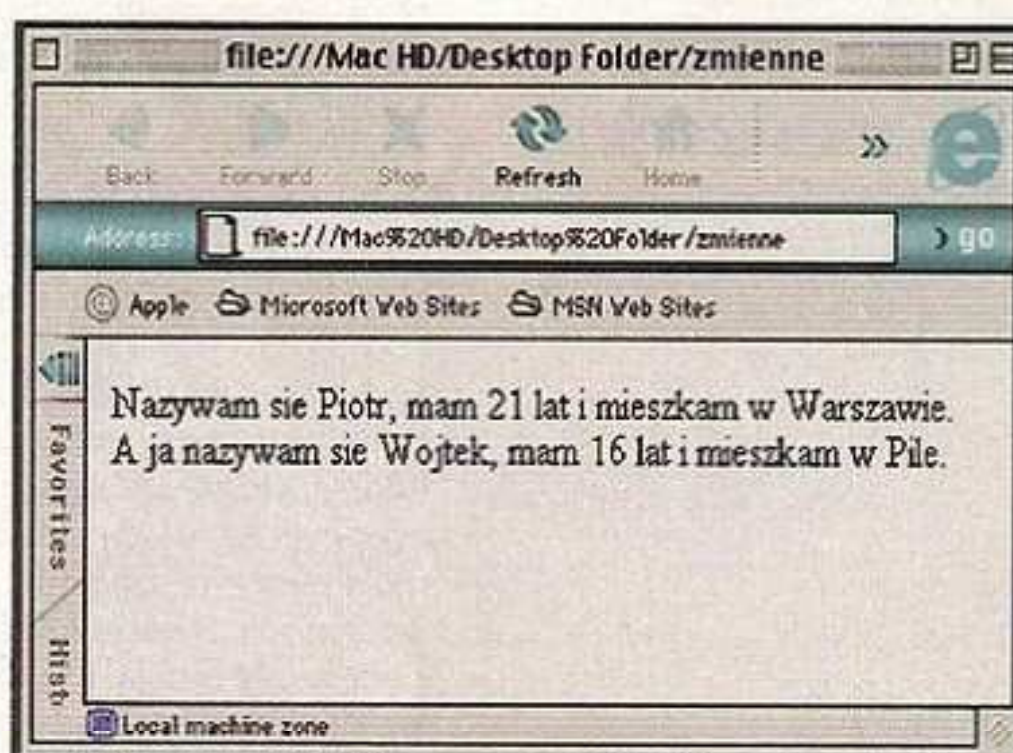 file:///Mac HD/Desktop Folder/zmienne
Back Forward Stop Refresh Home »
Address: file:///Mac%20HD/Desktop%20Folder/zmienne go
Apple Microsoft Web Sites MSN Web Sites
Nazywam sie Piotr, mam 21 lat i mieszkam w Warszawie.
A ja nazywam sie Wojtek, mam 16 lat i mieszkam w Pile.
Favorites
Hist
Local machine zone